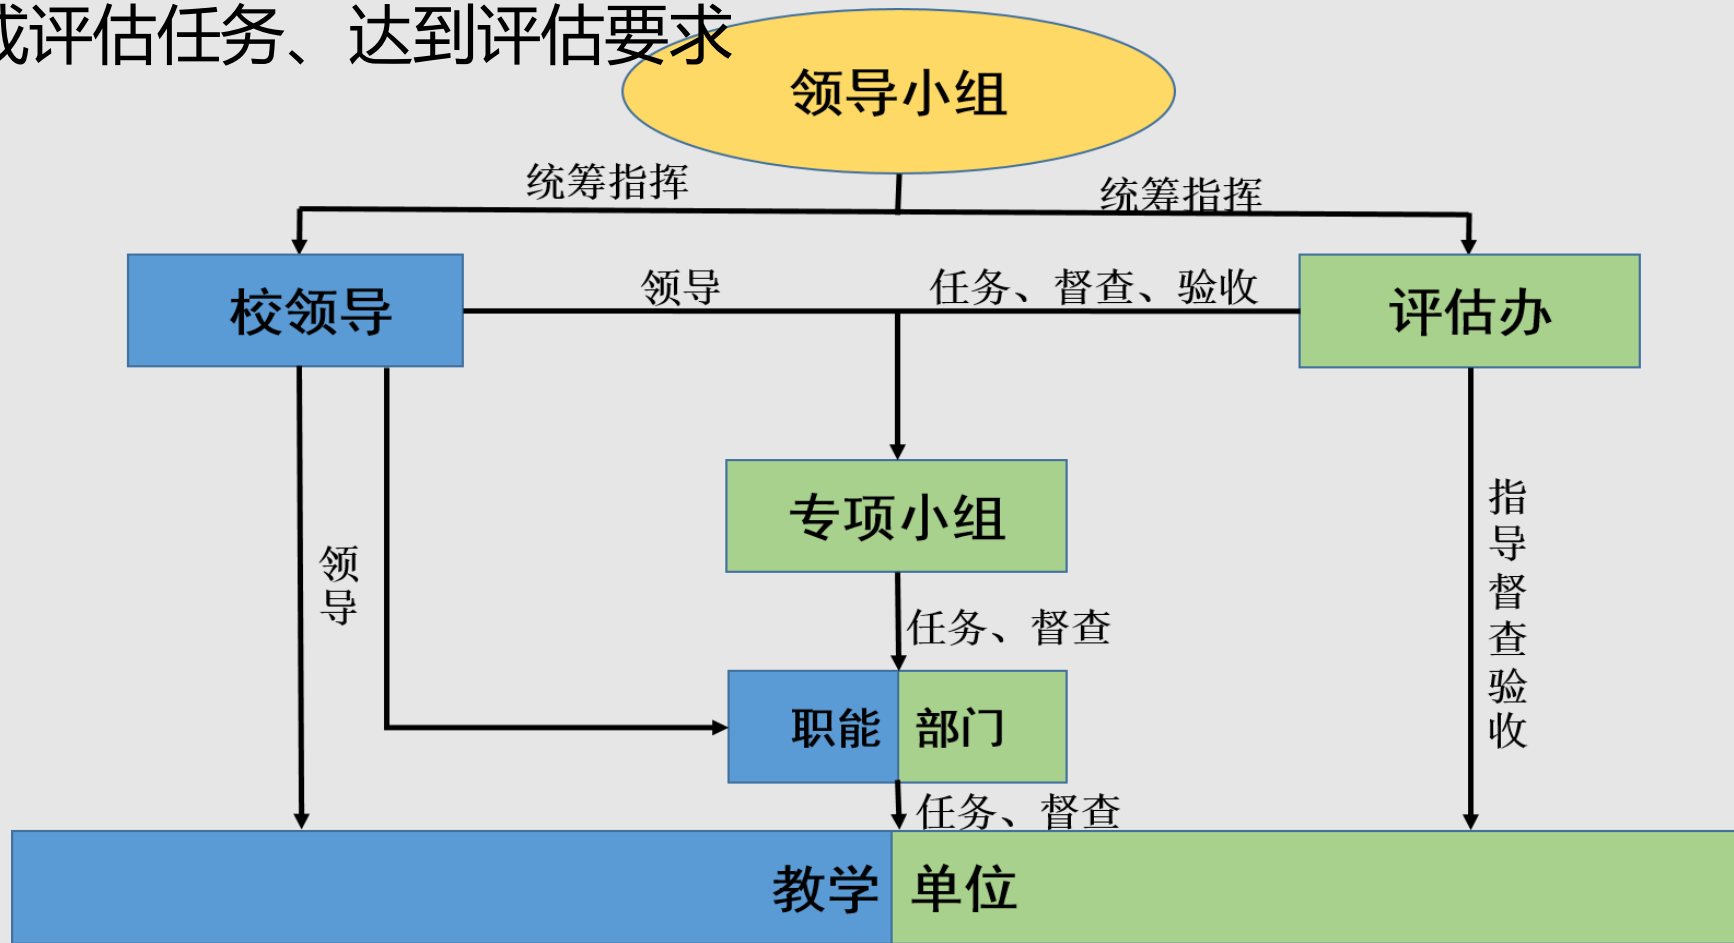 成评估任务、达到评估要求
领导小组
统筹指挥
统筹指挥
校领导
领导
任务、督查、验收
评估办
专项小组
领导
指导督查验收
任务、督查
职能 部门
任务、督查
教学 单位